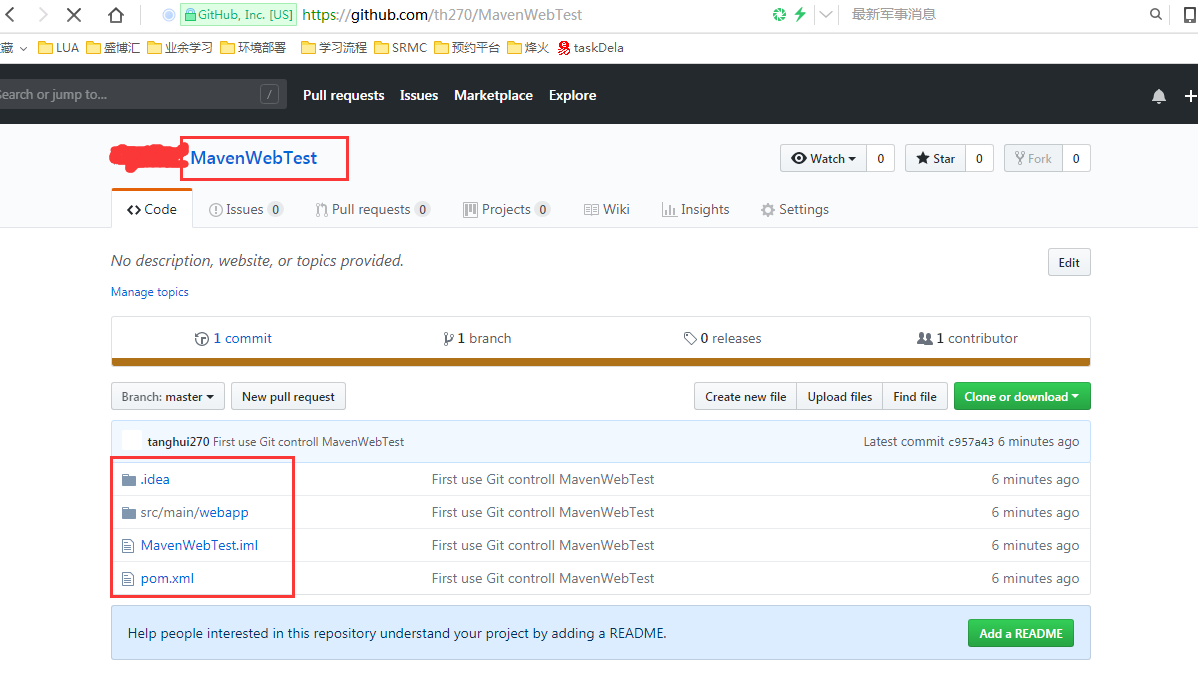 GitHub, Inc. [US] https://github.com/th270/MavenWebTest 最新军事消息
藏 LUA 盛博汇 业余学习 环境部署 学习流程 SRMC 预约平台 烽火 taskDela
Search or jump to... / Pull requests Issues Marketplace Explore
MavenWebTest Watch 0 Star 0 Fork 0
Code Issues 0 Pull requests 0 Projects 0 Wiki Insights Settings
No description, website, or topics provided. Edit
Manage topics
1 commit 1 branch 0 releases 1 contributor
Branch: master New pull request Create new file Upload files Find file Clone or download
tanghui270 First use Git controll MavenWebTest Latest commit c957a43 6 minutes ago
.idea First use Git controll MavenWebTest 6 minutes ago
src/main/webapp First use Git controll MavenWebTest 6 minutes ago
MavenWebTest.iml First use Git controll MavenWebTest 6 minutes ago
pom.xml First use Git controll MavenWebTest 6 minutes ago
Help people interested in this repository understand your project by adding a README. Add a README